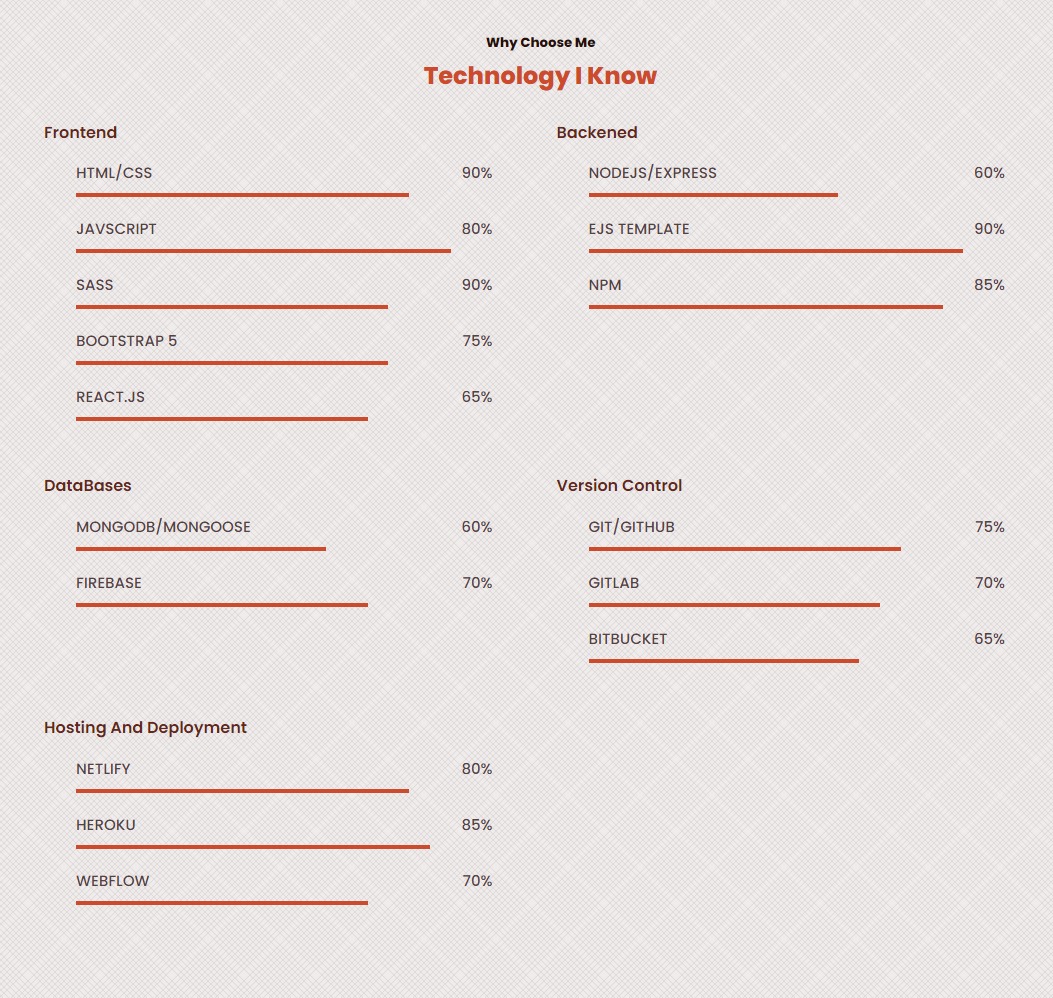 Why Choose Me
Technology I Know
Frontend
HTML/CSS 90%
JAVSCRIPT 80%
SASS 90%
BOOTSTRAP 5 75%
REACT.JS 65%
Backened
NODEJS/EXPRESS 60%
EJS TEMPLATE 90%
NPM 85%
DataBases
MONGODB/MONGOOSE 60%
FIREBASE 70%
Version Control
GIT/GITHUB 75%
GITLAB 70%
BITBUCKET 65%
Hosting And Deployment
NETLIFY 80%
HEROKU 85%
WEBFLOW 70%